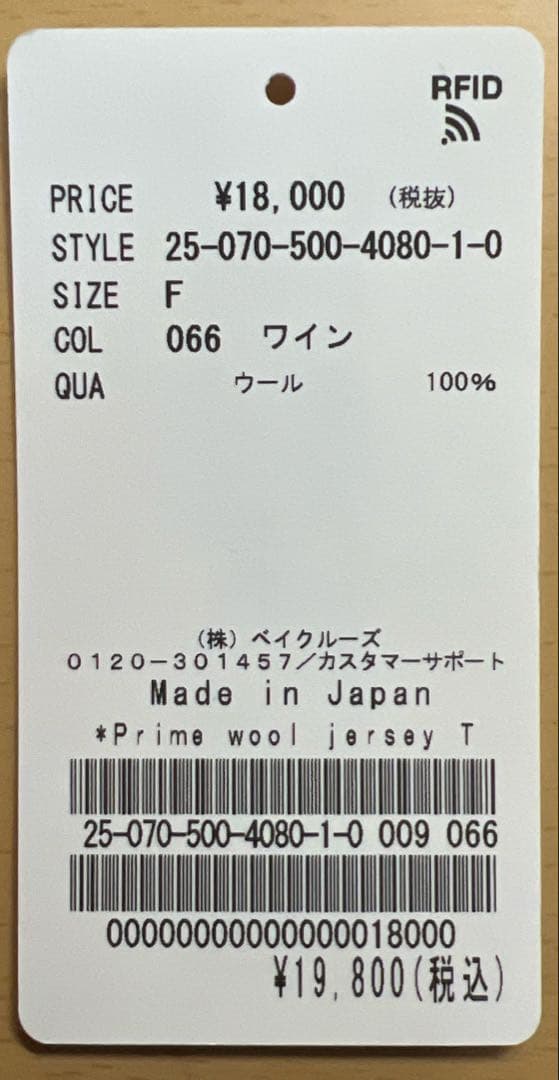 RFID
PRICE ¥18,000 (税抜)
STYLE 25-070-500-4080-1-0
SIZE F
COL 066 ワイン
QUA ウール 100%
(株) ベイクルーズ
0120-301457/カスタマーサポート
Made in Japan
*Prime wool jersey T
25-070-500-4080-1-0 009 066
00000000000000018000
¥19,800(税込)